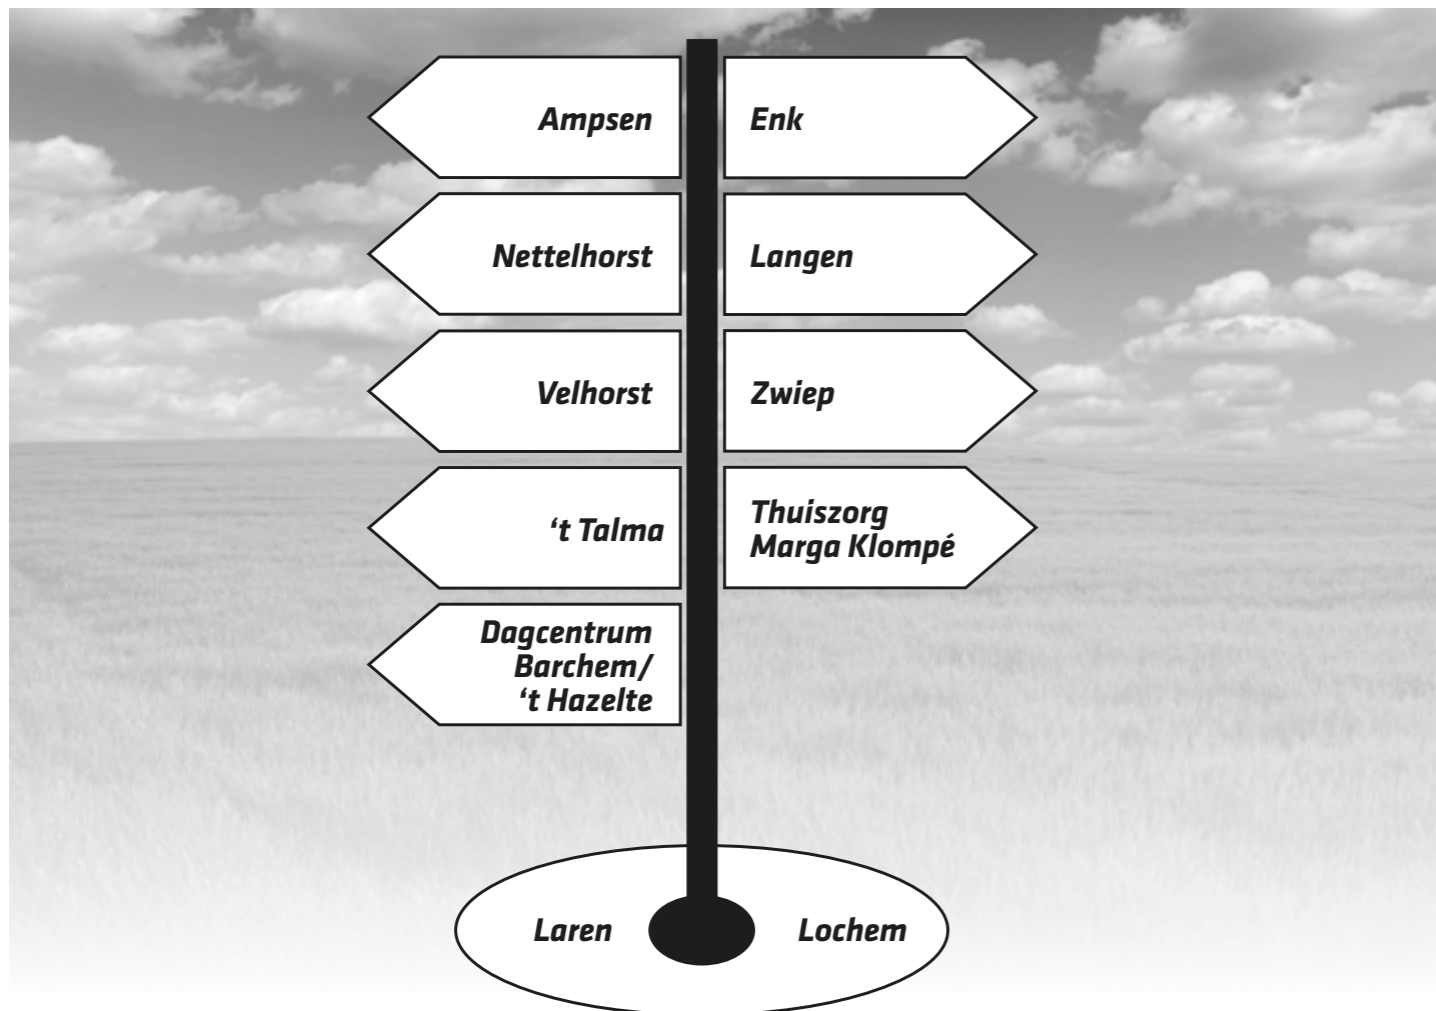 Ampsen
Enk
Nettelhorst
Langen
Velhorst
Zwiep
‘t Talma
Thuiszorg
Marga Klompé
Dagcentrum
Barchem/
‘t Hazelte
Laren
Lochem